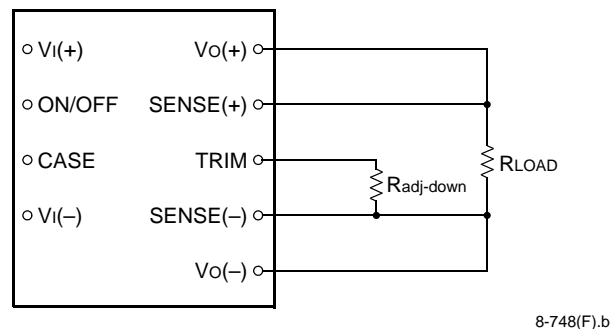 VI(+) VO(+)
ON/OFF SENSE(+)
CASE TRIM RLOAD
Radj-down
VI(–) SENSE(–)
VO(–)
8-748(F).b